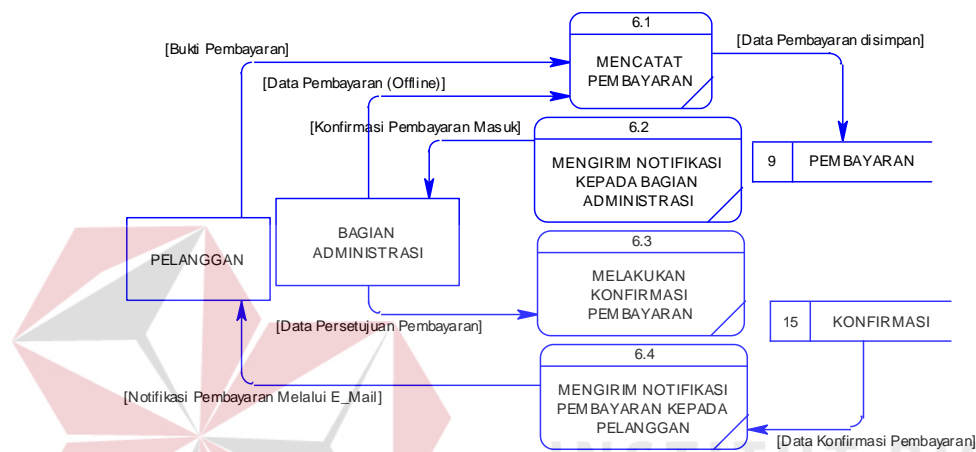 6.1
[Bukti Pembayaran]
MENCATAT
PEMBAYARAN
[Data Pembayaran disimpan]
[Data Pembayaran (Offline)]
[Konfirmasi Pembayaran Masuk]
6.2
MENGIRIM NOTIFIKASI
KEPADA BAGIAN
ADMINISTRASI
9 PEMBAYARAN
PELANGGAN
BAGIAN
ADMINISTRASI
6.3
MELAKUKAN
KONFIRMASI
PEMBAYARAN
[Data Persetujuan Pembayaran]
15 KONFIRMASI
6.4
MENGIRIM NOTIFIKASI
PEMBAYARAN KEPADA
PELANGGAN
[Notifikasi Pembayaran Melalui E_Mail]
[Data Konfirmasi Pembayaran]